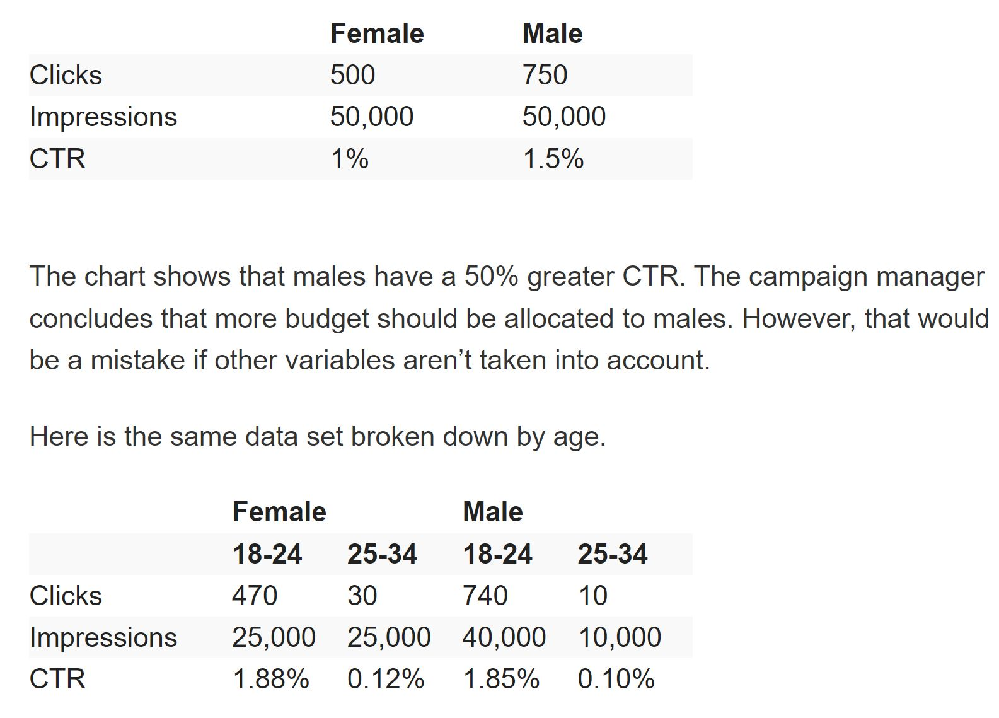 Female Male
Clicks 500 750
Impressions 50,000 50,000
CTR 1% 1.5%
The chart shows that males have a 50% greater CTR. The campaign manager
concludes that more budget should be allocated to males. However, that would
be a mistake if other variables aren’t taken into account.
Here is the same data set broken down by age.
Female Male
18-24 25-34 18-24 25-34
Clicks 470 30 740 10
Impressions 25,000 25,000 40,000 10,000
CTR 1.88% 0.12% 1.85% 0.10%